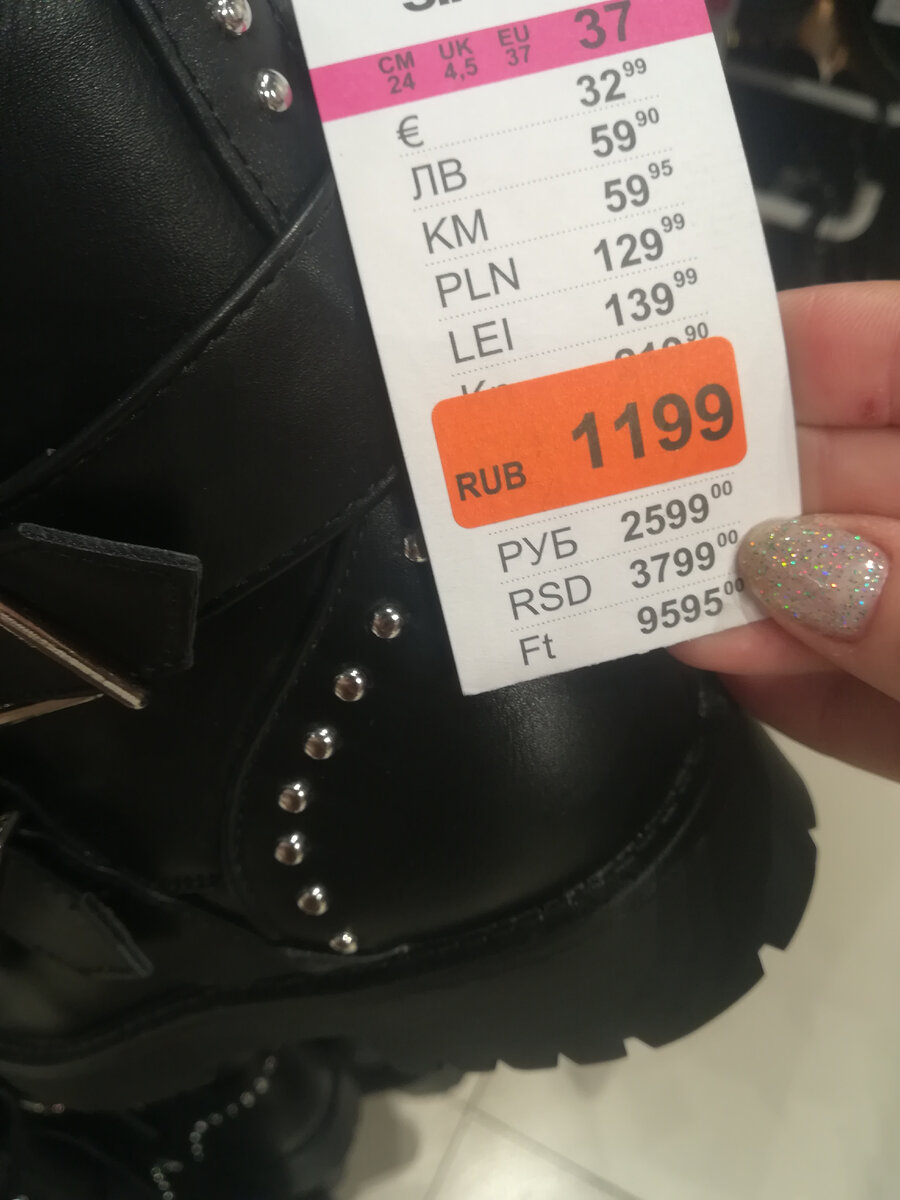 37
CM UK EU
24 4,5 37
€ 32⁹⁹
ЛВ 59⁹⁰
KM 59⁹⁵
PLN 129⁹⁹
LEI 139⁹⁹
90
RUB 1199
РУБ 2599⁰⁰
RSD 3799⁰⁰
Ft 9595⁰⁰